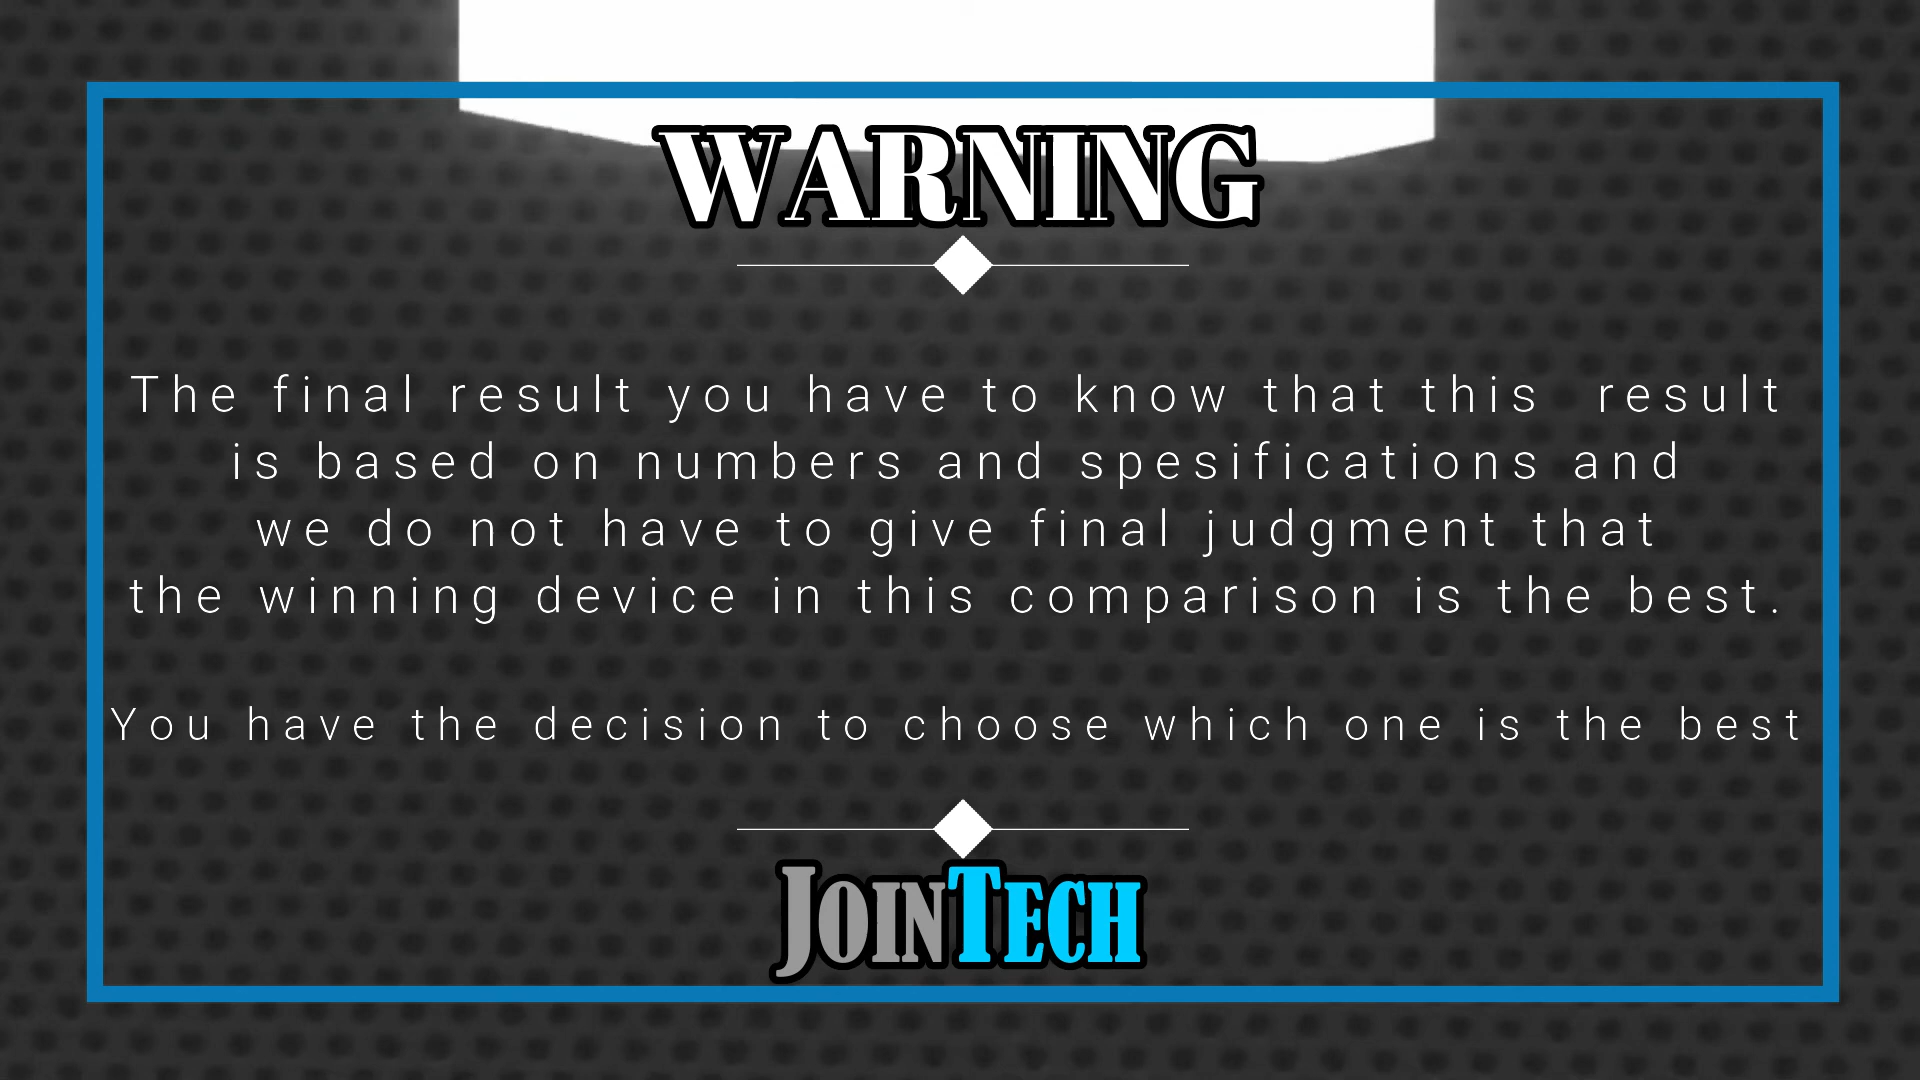 WARNING
The final result you have to know that this result
is based on numbers and spesifications and
we do not have to give final judgment that
the winning device in this comparison is the best.
You have the decision to choose which one is the best
JOINTECH